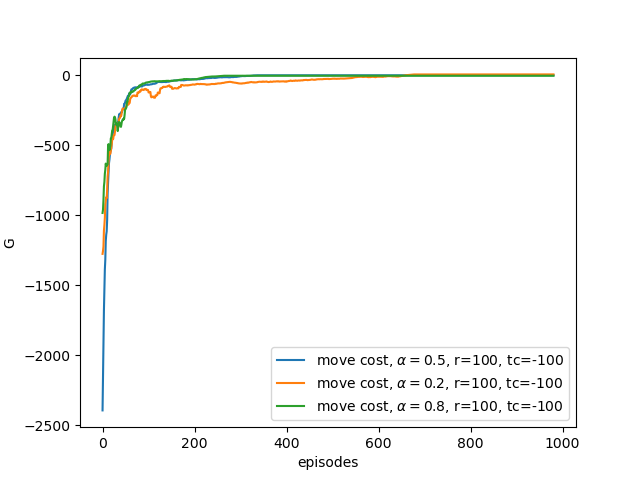 0
−500
−1000
−1500
−2000
−2500
G
0 200 400 600 800 1000
episodes
move cost, α = 0.5, r=100, tc=-100
move cost, α = 0.2, r=100, tc=-100
move cost, α = 0.8, r=100, tc=-100